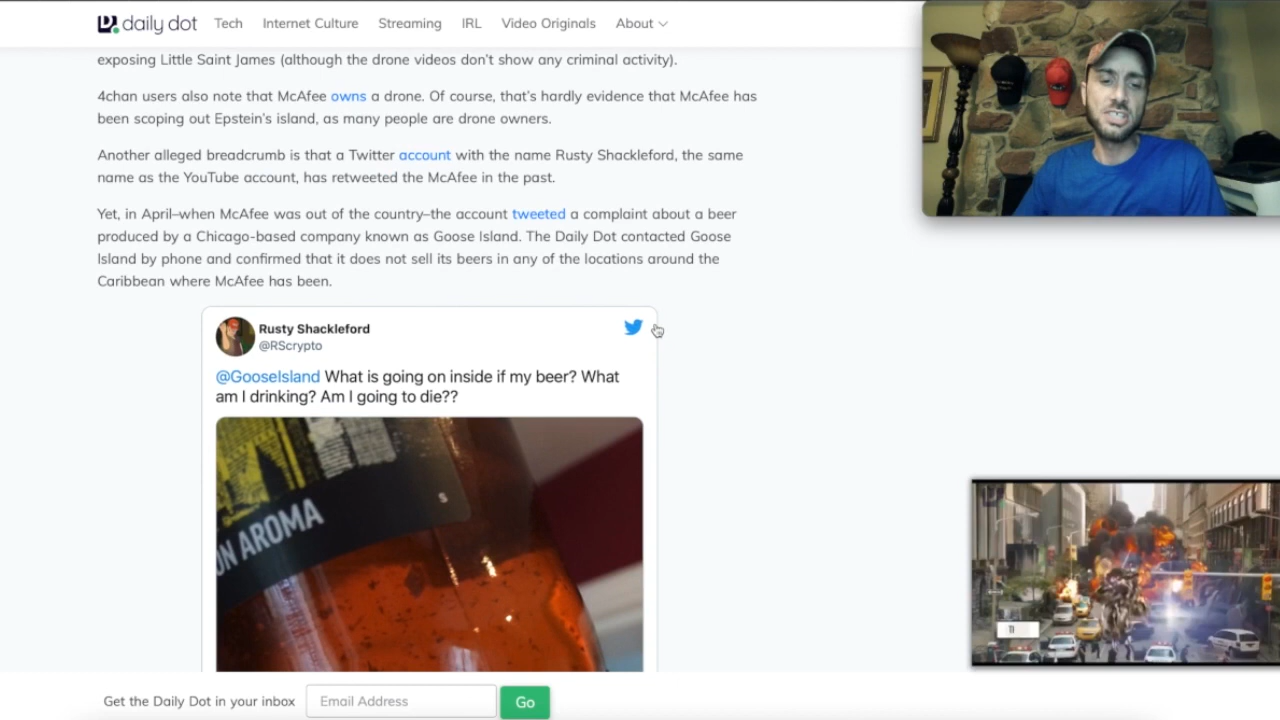 daily dot Tech Internet Culture Streaming IRL Video Originals About
exposing Little Saint James (although the drone videos don't show any criminal activity).
4chan users also note that McAfee owns a drone. Of course, that's hardly evidence that McAfee has
been scoping out Epstein's island, as many people are drone owners.
Another alleged breadcrumb is that a Twitter account with the name Rusty Shackleford, the same
name as the YouTube account, has retweeted the McAfee in the past.
Yet, in April–when McAfee was out of the country–the account tweeted a complaint about a beer
produced by a Chicago-based company known as Goose Island. The Daily Dot contacted Goose
Island by phone and confirmed that it does not sell its beers in any of the locations around the
Caribbean where McAfee has been.
Rusty Shackleford
@RScrypto
@GooseIsland What is going on inside if my beer? What
am I drinking? Am I going to die??
S
ON AROMA
TI
Get the Daily Dot in your inbox Email Address Go